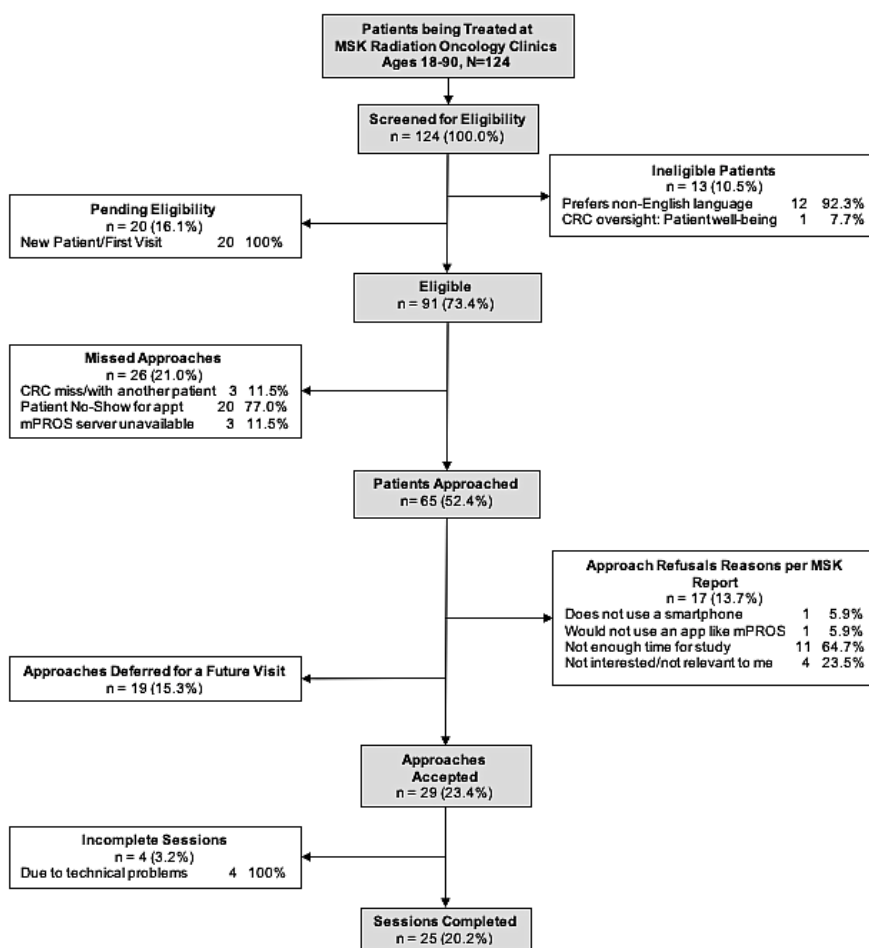 Patients being Treated at
MSK Radiation Oncology Clinics
Ages 18-90, N=124
Screened for Eligibility
n = 124 (100.0%)
Ineligible Patients
n = 13 (10.5%)
Prefers non-English language 12 92.3%
CRC oversight: Patient well-being 1 7.7%
Pending Eligibility
n = 20 (16.1%)
New Patient/First Visit 20 100%
Eligible
n = 91 (73.4%)
Missed Approaches
n = 26 (21.0%)
CRC miss/with another patient 3 11.5%
Patient No-Show for appt 20 77.0%
mPROS server unavailable 3 11.5%
Patients Approached
n= 65 (52.4%)
Approach Refusals Reasons per MSK
Report
n = 17 (13.7%)
Does not use a smartphone 1 5.9%
Would not use an app like mPROS 1 5.9%
Not enough time for study 11 64.7%
Not interested/not relevant to me 4 23.5%
Approaches Deferred for a Future Visit
n = 19 (15.3%)
Approaches
Accepted
n = 29 (23.4%)
Incomplete Sessions
n = 4 (3.2%)
Due to technical problems 4 100%
Sessions Completed
n = 25 (20.2%)